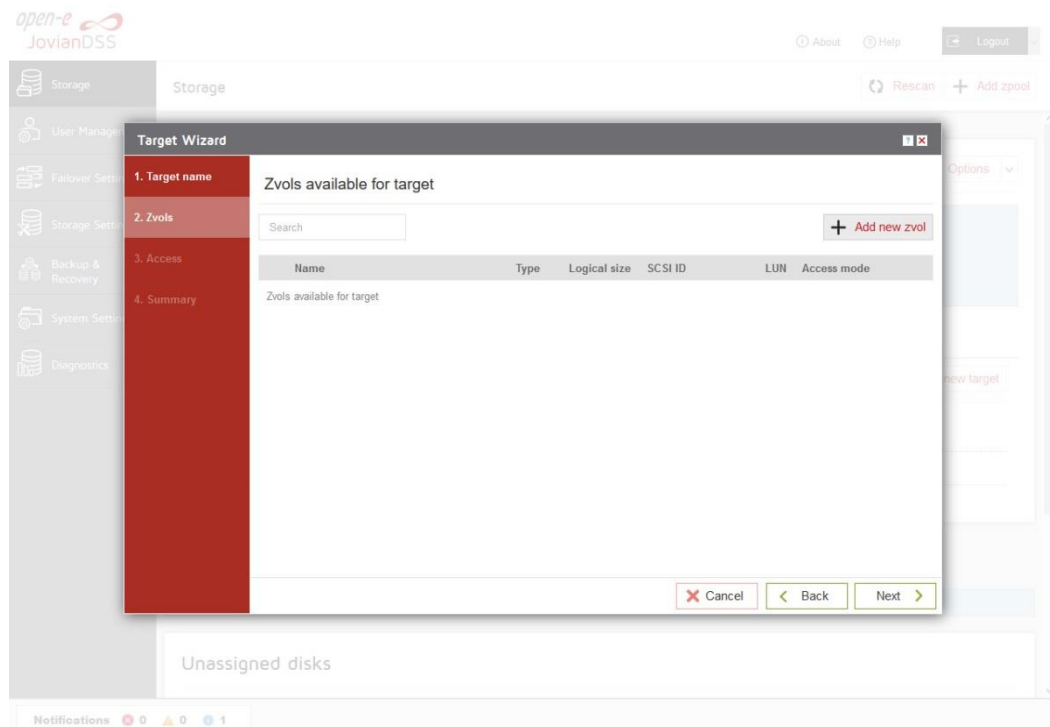 open-e
JovianDSS
About Help Logout
Storage
Storage
Rescan Add zpool
User Manage
Target Wizard
?
1. Target name
Zvols available for target
Failover Settin
Options
2. Zvols
Search
Add new zvol
Storage Settin
3. Access
Name Type Logical size SCSI ID LUN Access mode
Backup &
Recovery
4. Summary
Zvols available for target
System Settin
Diagnostics
new target
Cancel Back Next
Unassigned disks
Notifications 0 0 1